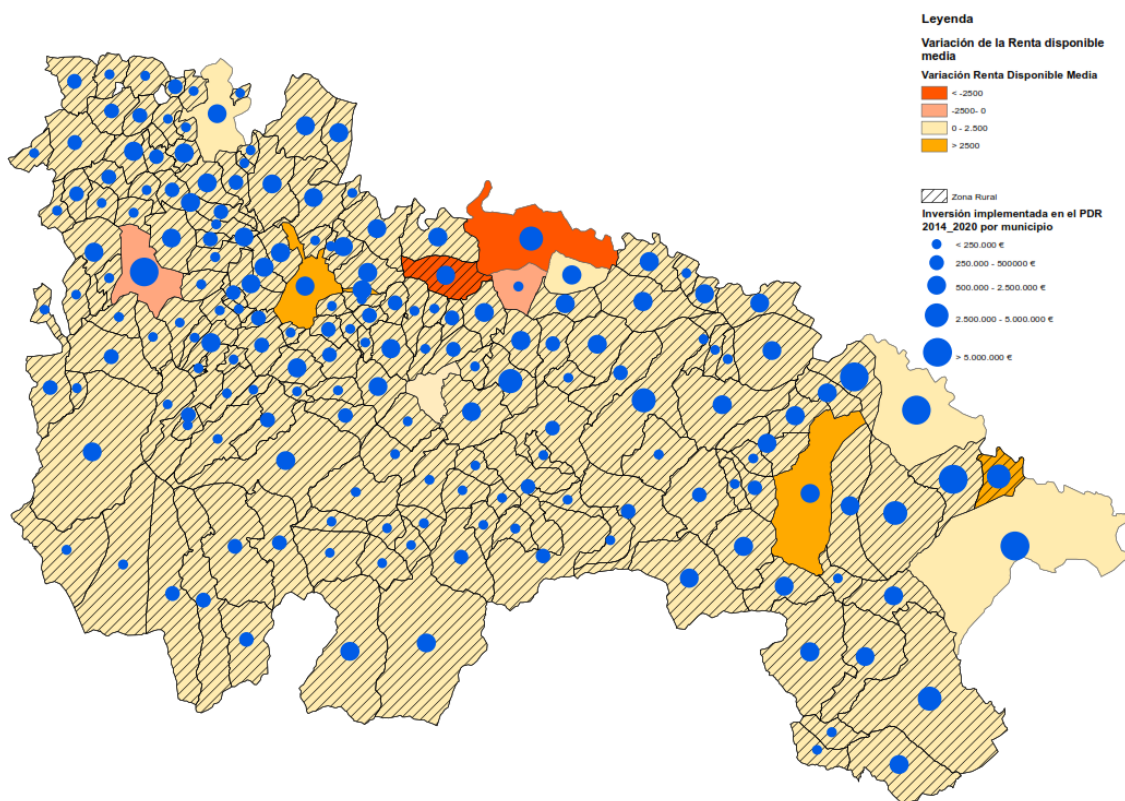 Leyenda
Variación de la Renta disponible
media
Variación Renta Disponible Media
< -2500
-2500- 0
0 - 2.500
> 2500
Zona Rural
Inversión implementada en el PDR
2014_2020 por municipio
< 250.000 €
250.000 - 500000 €
500.000 - 2.500.000 €
2.500.000 - 5.000.000 €
> 5.000.000 €